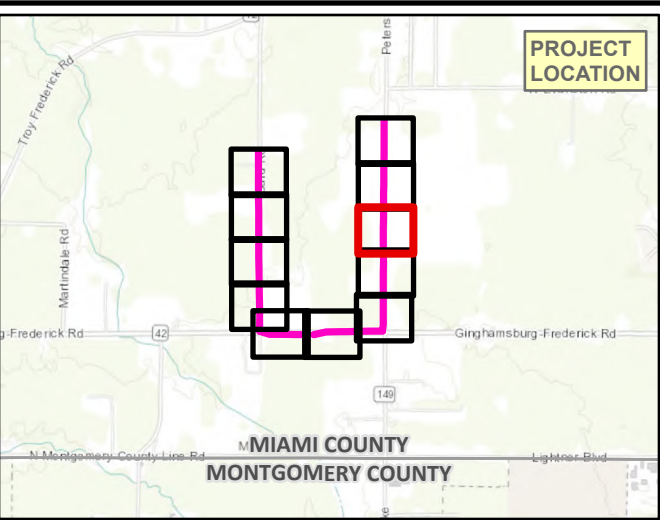 PROJECT
LOCATION
Peters
Troy Frederick Rd
Martindale Rd
g-Frederick Rd
42
Ginghamsburg-Frederick Rd
149
MIAMI COUNTY
N Montgomery County Line Rd
Lightner Blvd
MONTGOMERY COUNTY